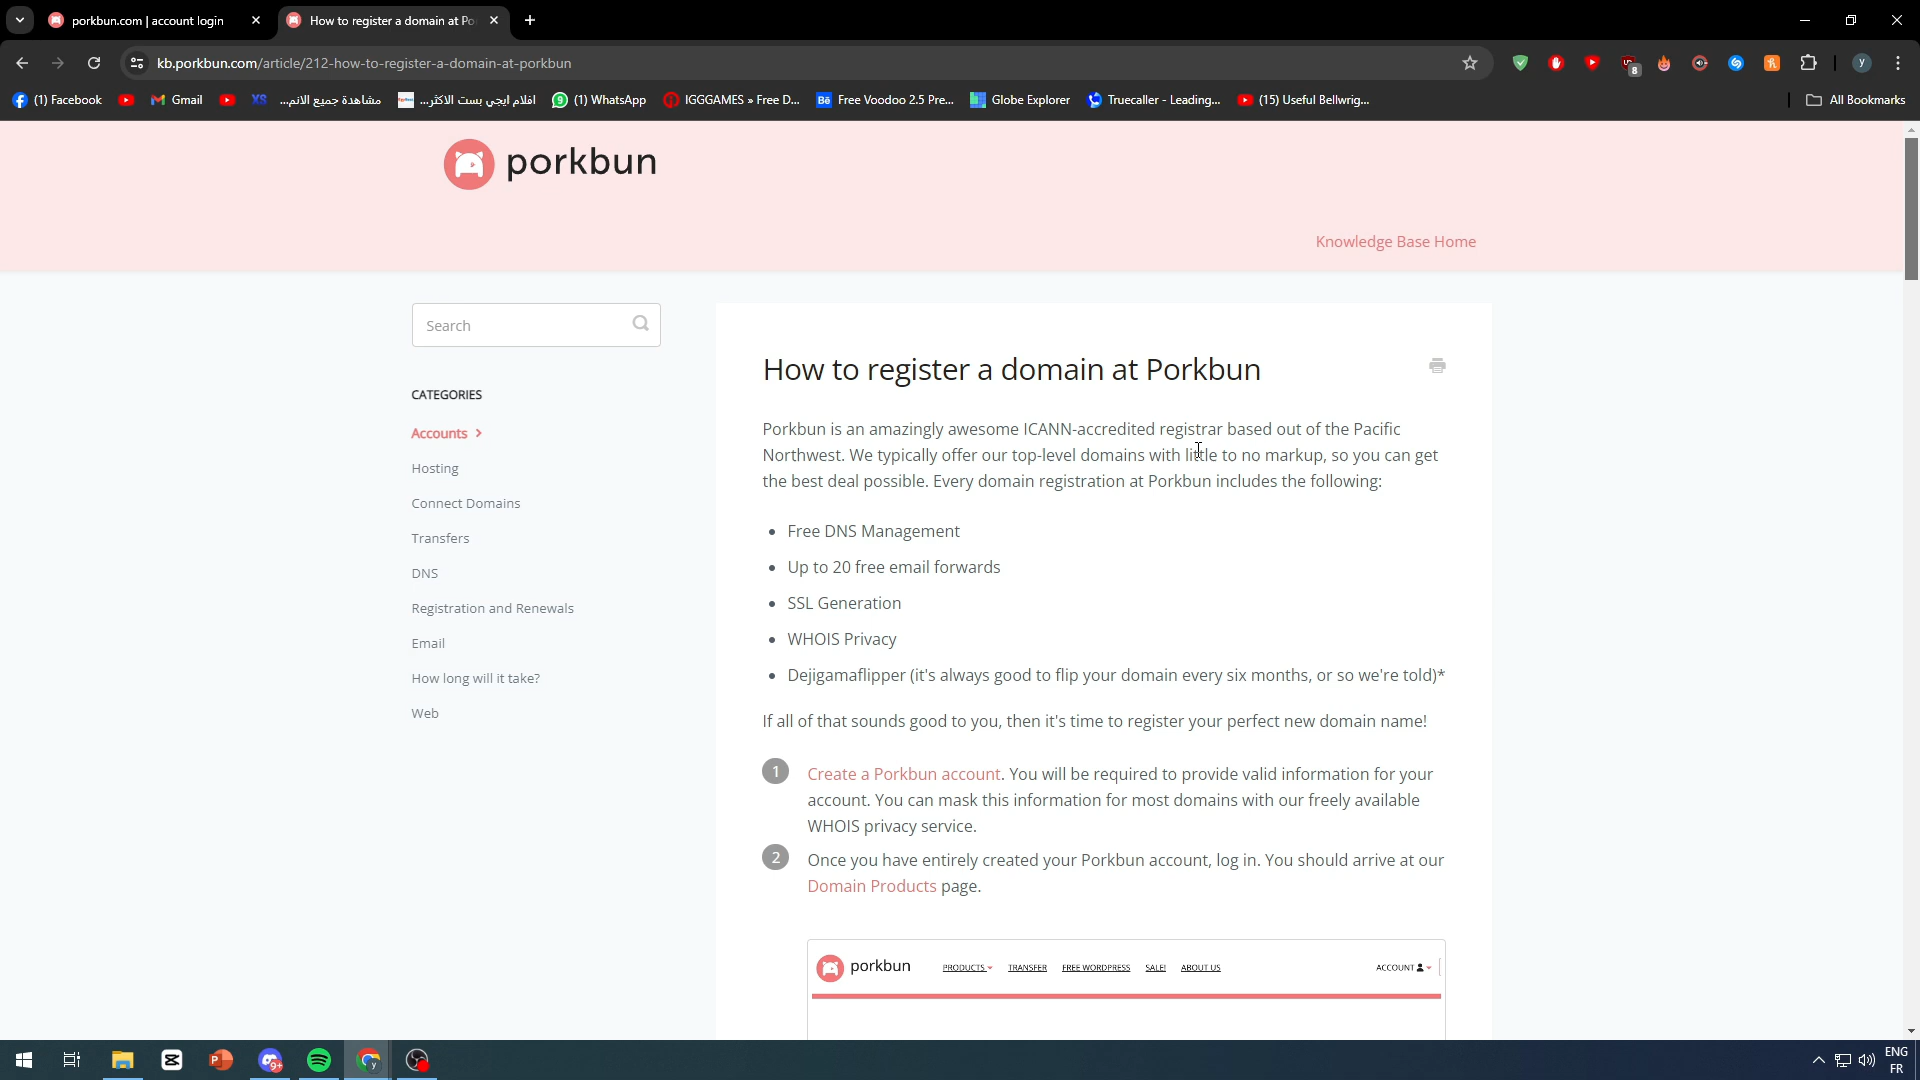 porkbun.com | account login
How to register a domain at Po
kb.porkbun.com/article/212-how-to-register-a-domain-at-porkbun
8
y
(1) Facebook
Gmail
XS
مشاهدة جميع الانم...
افلام ايجي بست الاكثر...
9
(1) WhatsApp
IGGGAMES » Free D...
Bē
Free Voodoo 2.5 Pre...
Globe Explorer
Truecaller - Leading...
(15) Useful Bellwrig...
All Bookmarks
porkbun
Knowledge Base Home
Search
CATEGORIES
Accounts
Hosting
Connect Domains
Transfers
DNS
Registration and Renewals
Email
How long will it take?
Web
How to register a domain at Porkbun
Porkbun is an amazingly awesome ICANN-accredited registrar based out of the Pacific
Northwest. We typically offer our top-level domains with little to no markup, so you can get
the best deal possible. Every domain registration at Porkbun includes the following:
• Free DNS Management
• Up to 20 free email forwards
• SSL Generation
• WHOIS Privacy
• Dejigamaflipper (it's always good to flip your domain every six months, or so we're told)*
If all of that sounds good to you, then it's time to register your perfect new domain name!
1 Create a Porkbun account. You will be required to provide valid information for your
account. You can mask this information for most domains with our freely available
WHOIS privacy service.
2 Once you have entirely created your Porkbun account, log in. You should arrive at our
Domain Products page.
porkbun PRODUCTS TRANSFER FREE WORDPRESS SALE! ABOUT US ACCOUNT
P
9+
y
ENG
FR